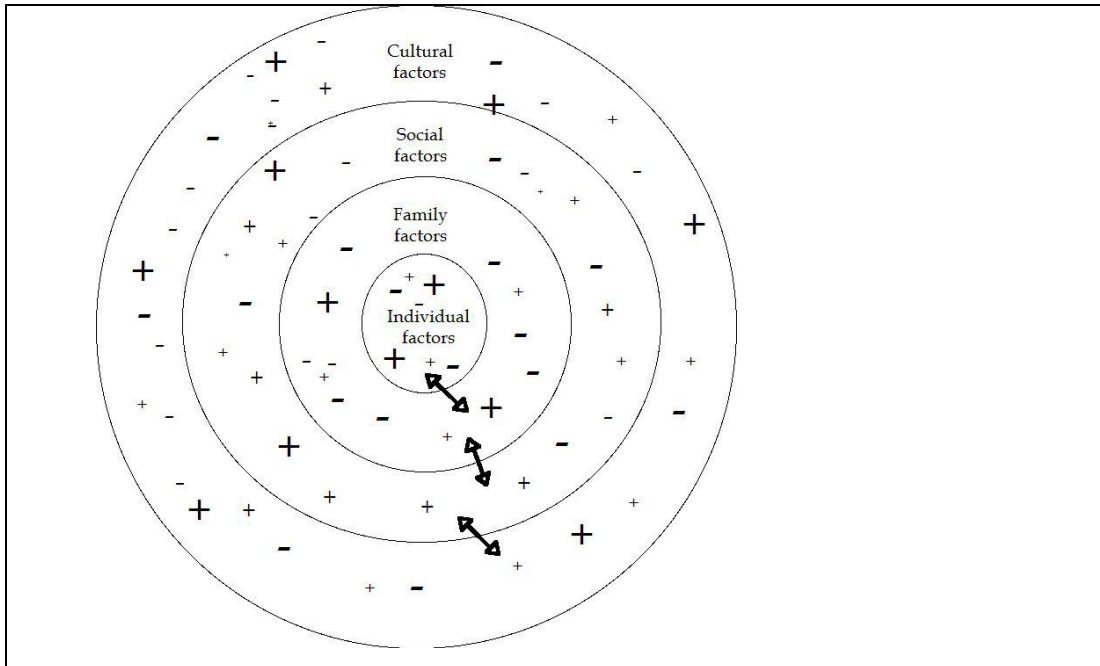 Cultural
factors
Social
factors
Family
factors
Individual
factors